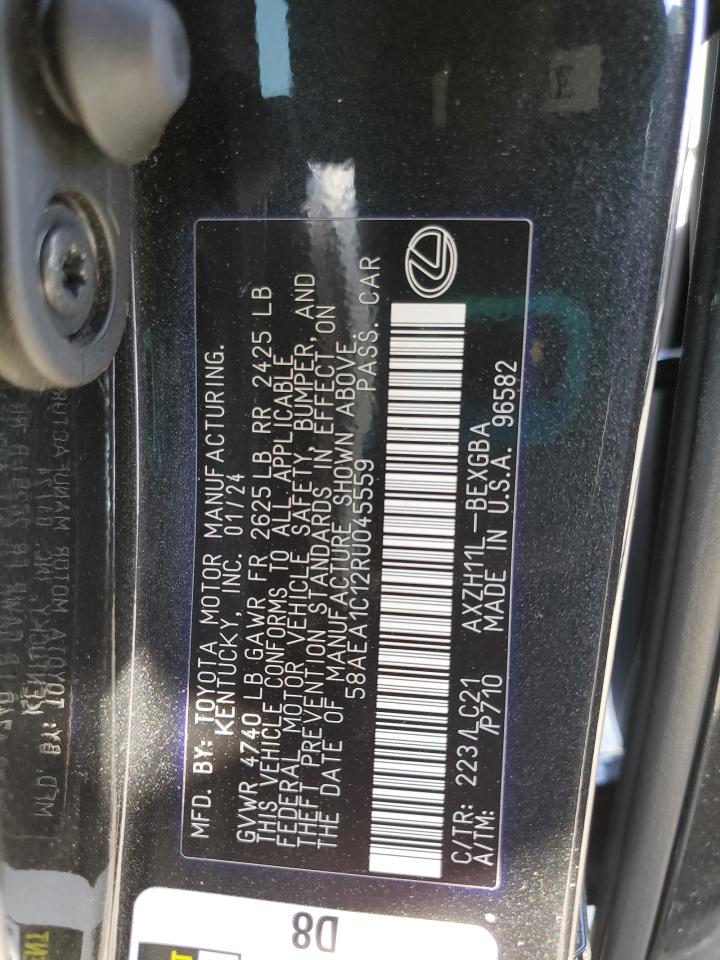 MFD. BY: TOYOTA MOTOR MANUFACTURING.
KENTUCKY, INC. 01/24
GVWR 4740 LB GAWR FR 2625 LB RR 2425 LB
THIS VEHICLE CONFORMS TO ALL APPLICABLE
FEDERAL MOTOR VEHICLE SAFETY, BUMPER, AND
THEFT PREVENTION STANDARDS IN EFFECT ON
THE DATE OF MANUFACTURE SHOWN ABOVE.
58AEA1C12RU045559 PASS. CAR
C/TR: 223/LC21 AXZH11L-BEXGBA
A/TM: /P710 MADE IN U.S.A. 96582
D8
E